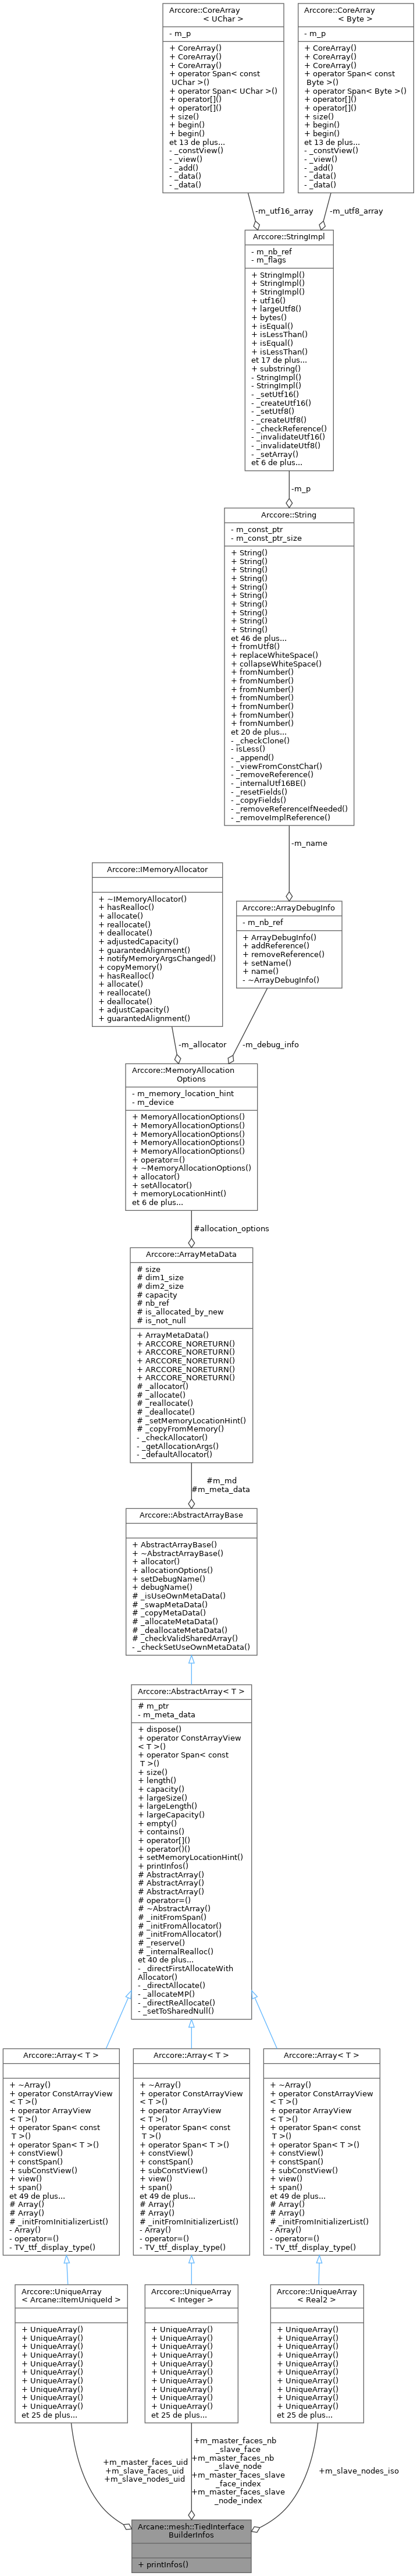 Arccore::CoreArray
< UChar >
- m_p
+ CoreArray()
+ CoreArray()
+ CoreArray()
+ operator Span< const
UChar >()
+ operator Span< UChar >()
+ operator[]()
+ operator[]()
+ size()
+ begin()
+ begin()
et 13 de plus...
- _constView()
- _view()
- _add()
- _data()
- _data()
Arccore::CoreArray
< Byte >
- m_p
+ CoreArray()
+ CoreArray()
+ CoreArray()
+ operator Span< const
Byte >()
+ operator Span< Byte >()
+ operator[]()
+ operator[]()
+ size()
+ begin()
+ begin()
et 13 de plus...
- _constView()
- _view()
- _add()
- _data()
- _data()
-m_utf16_array
-m_utf8_array
Arccore::StringImpl
- m_nb_ref
- m_flags
+ StringImpl()
+ StringImpl()
+ StringImpl()
+ utf16()
+ largeUtf8()
+ bytes()
+ isEqual()
+ isLessThan()
+ isEqual()
+ isLessThan()
et 17 de plus...
+ substring()
- StringImpl()
- StringImpl()
- _setUtf16()
- _createUtf16()
- _setUtf8()
- _createUtf8()
- _checkReference()
- _invalidateUtf16()
- _invalidateUtf8()
- _setArray()
et 6 de plus...
-m_p
Arccore::String
- m_const_ptr
- m_const_ptr_size
+ String()
+ String()
+ String()
+ String()
+ String()
+ String()
+ String()
+ String()
+ String()
+ String()
et 46 de plus...
+ fromUtf8()
+ replaceWhiteSpace()
+ collapseWhiteSpace()
+ fromNumber()
+ fromNumber()
+ fromNumber()
+ fromNumber()
+ fromNumber()
+ fromNumber()
+ fromNumber()
et 20 de plus...
- _checkClone()
- isLess()
- _append()
- _viewFromConstChar()
- _removeReference()
- _internalUtf16BE()
- _resetFields()
- _copyFields()
- _removeReferenceIfNeeded()
- _removeImplReference()
-m_name
Arccore::IMemoryAllocator
+ ~IMemoryAllocator()
+ hasRealloc()
+ allocate()
+ reallocate()
+ deallocate()
+ adjustedCapacity()
+ guarantedAlignment()
+ notifyMemoryArgsChanged()
+ copyMemory()
+ hasRealloc()
+ allocate()
+ reallocate()
+ deallocate()
+ adjustCapacity()
+ guarantedAlignment()
Arccore::ArrayDebugInfo
- m_nb_ref
+ ArrayDebugInfo()
+ addReference()
+ removeReference()
+ setName()
+ name()
- ~ArrayDebugInfo()
-m_allocator
-m_debug_info
Arccore::MemoryAllocation
Options
- m_memory_location_hint
- m_device
+ MemoryAllocationOptions()
+ MemoryAllocationOptions()
+ MemoryAllocationOptions()
+ MemoryAllocationOptions()
+ MemoryAllocationOptions()
+ operator=()
+ ~MemoryAllocationOptions()
+ allocator()
+ setAllocator()
+ memoryLocationHint()
et 6 de plus...
#allocation_options
Arccore::ArrayMetaData
# size
# dim1_size
# dim2_size
# capacity
# nb_ref
# is_allocated_by_new
# is_not_null
+ ArrayMetaData()
+ ARCCORE_NORETURN()
+ ARCCORE_NORETURN()
+ ARCCORE_NORETURN()
+ ARCCORE_NORETURN()
+ ARCCORE_NORETURN()
# _allocator()
# _allocate()
# _reallocate()
# _deallocate()
# _setMemoryLocationHint()
# _copyFromMemory()
- _checkAllocator()
- _getAllocationArgs()
- _defaultAllocator()
#m_md
#m_meta_data
Arccore::AbstractArrayBase
+ AbstractArrayBase()
+ ~AbstractArrayBase()
+ allocator()
+ allocationOptions()
+ setDebugName()
+ debugName()
# _isUseOwnMetaData()
# _swapMetaData()
# _copyMetaData()
# _allocateMetaData()
# _deallocateMetaData()
# _checkValidSharedArray()
- _checkSetUseOwnMetaData()
Arccore::AbstractArray< T >
# m_ptr
- m_meta_data
+ dispose()
+ operator ConstArrayView
< T >()
+ operator Span< const
T >()
+ size()
+ length()
+ capacity()
+ largeSize()
+ largeLength()
+ largeCapacity()
+ empty()
+ contains()
+ operator[]()
+ operator()()
+ setMemoryLocationHint()
+ printInfos()
# AbstractArray()
# AbstractArray()
# AbstractArray()
# operator=()
# ~AbstractArray()
# _initFromSpan()
# _initFromAllocator()
# _initFromAllocator()
# _reserve()
# _internalRealloc()
et 40 de plus...
- _directFirstAllocateWith
Allocator()
- _directAllocate()
- _allocateMP()
- _directReAllocate()
- _setToSharedNull()
Arccore::Array< T >
+ ~Array()
+ operator ConstArrayView
< T >()
+ operator ArrayView
< T >()
+ operator Span< const
T >()
+ operator Span< T >()
+ constView()
+ constSpan()
+ subConstView()
+ view()
+ span()
et 49 de plus...
# Array()
# Array()
# _initFromInitializerList()
- Array()
- operator=()
- TV_ttf_display_type()
Arccore::Array< T >
+ ~Array()
+ operator ConstArrayView
< T >()
+ operator ArrayView
< T >()
+ operator Span< const
T >()
+ operator Span< T >()
+ constView()
+ constSpan()
+ subConstView()
+ view()
+ span()
et 49 de plus...
# Array()
# Array()
# _initFromInitializerList()
- Array()
- operator=()
- TV_ttf_display_type()
Arccore::Array< T >
+ ~Array()
+ operator ConstArrayView
< T >()
+ operator ArrayView
< T >()
+ operator Span< const
T >()
+ operator Span< T >()
+ constView()
+ constSpan()
+ subConstView()
+ view()
+ span()
et 49 de plus...
# Array()
# Array()
# _initFromInitializerList()
- Array()
- operator=()
- TV_ttf_display_type()
Arccore::UniqueArray
< Arcane::ItemUniqueId >
+ UniqueArray()
+ UniqueArray()
+ UniqueArray()
+ UniqueArray()
+ UniqueArray()
+ UniqueArray()
+ UniqueArray()
+ UniqueArray()
+ UniqueArray()
+ UniqueArray()
et 25 de plus...
Arccore::UniqueArray
< Integer >
+ UniqueArray()
+ UniqueArray()
+ UniqueArray()
+ UniqueArray()
+ UniqueArray()
+ UniqueArray()
+ UniqueArray()
+ UniqueArray()
+ UniqueArray()
+ UniqueArray()
et 25 de plus...
Arccore::UniqueArray
< Real2 >
+ UniqueArray()
+ UniqueArray()
+ UniqueArray()
+ UniqueArray()
+ UniqueArray()
+ UniqueArray()
+ UniqueArray()
+ UniqueArray()
+ UniqueArray()
+ UniqueArray()
et 25 de plus...
+m_master_faces_uid
+m_slave_faces_uid
+m_slave_nodes_uid
+m_master_faces_nb
_slave_face
+m_master_faces_nb
_slave_node
+m_master_faces_slave
_face_index
+m_master_faces_slave
_node_index
+m_slave_nodes_iso
Arcane::mesh::TiedInterface
BuilderInfos
+ printInfos()